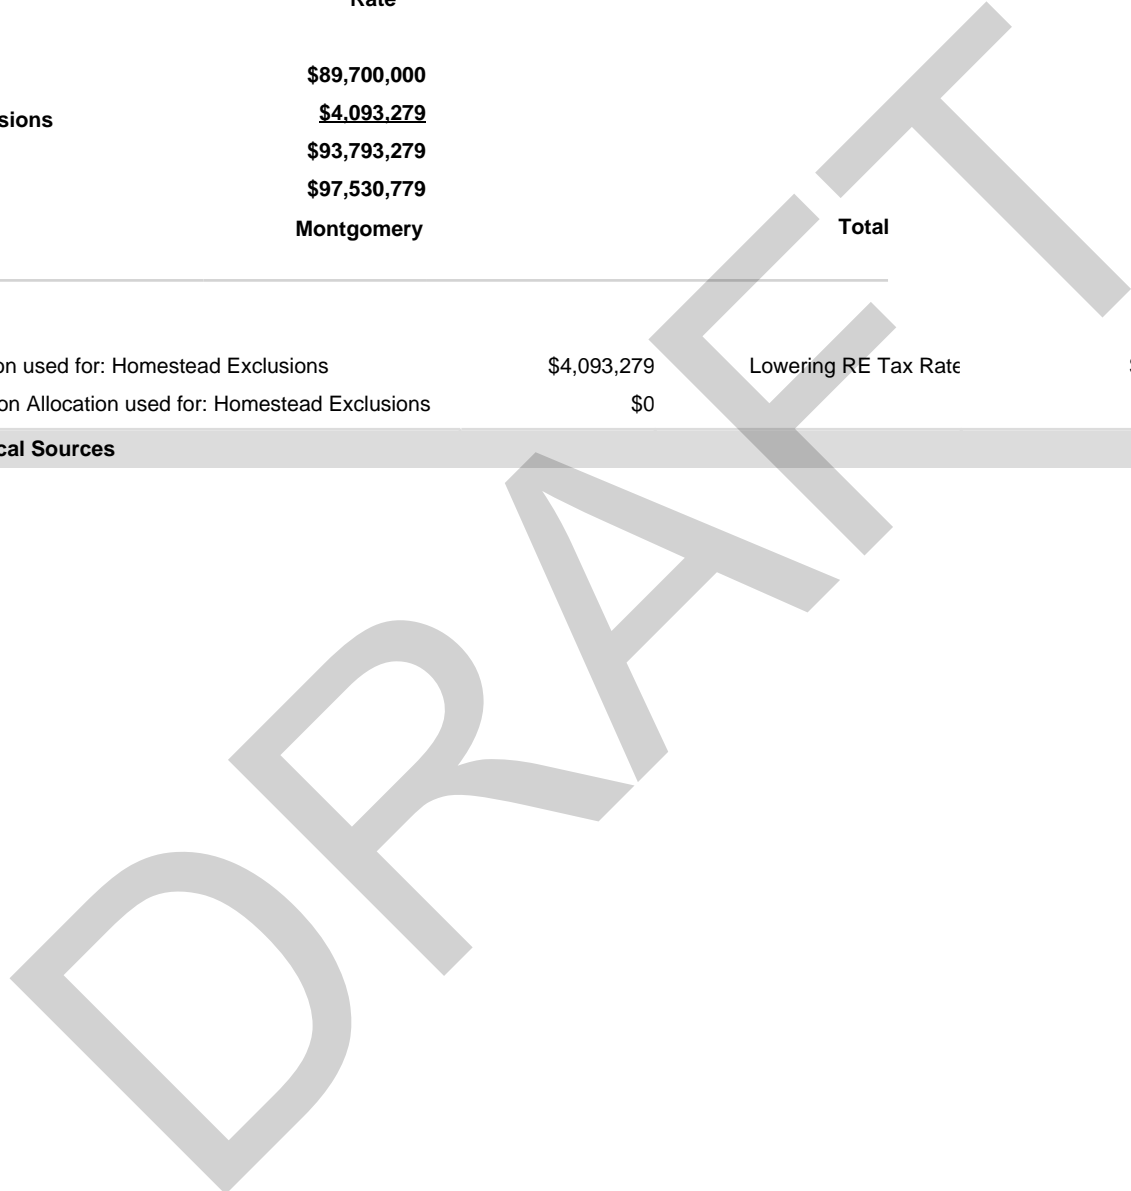 Rate
$89,700,000
sions $4,093,279
$93,793,279
$97,530,779
Montgomery Total
on used for: Homestead Exclusions $4,093,279 Lowering RE Tax Rate
on Allocation used for: Homestead Exclusions $0
cal Sources
DRAFT